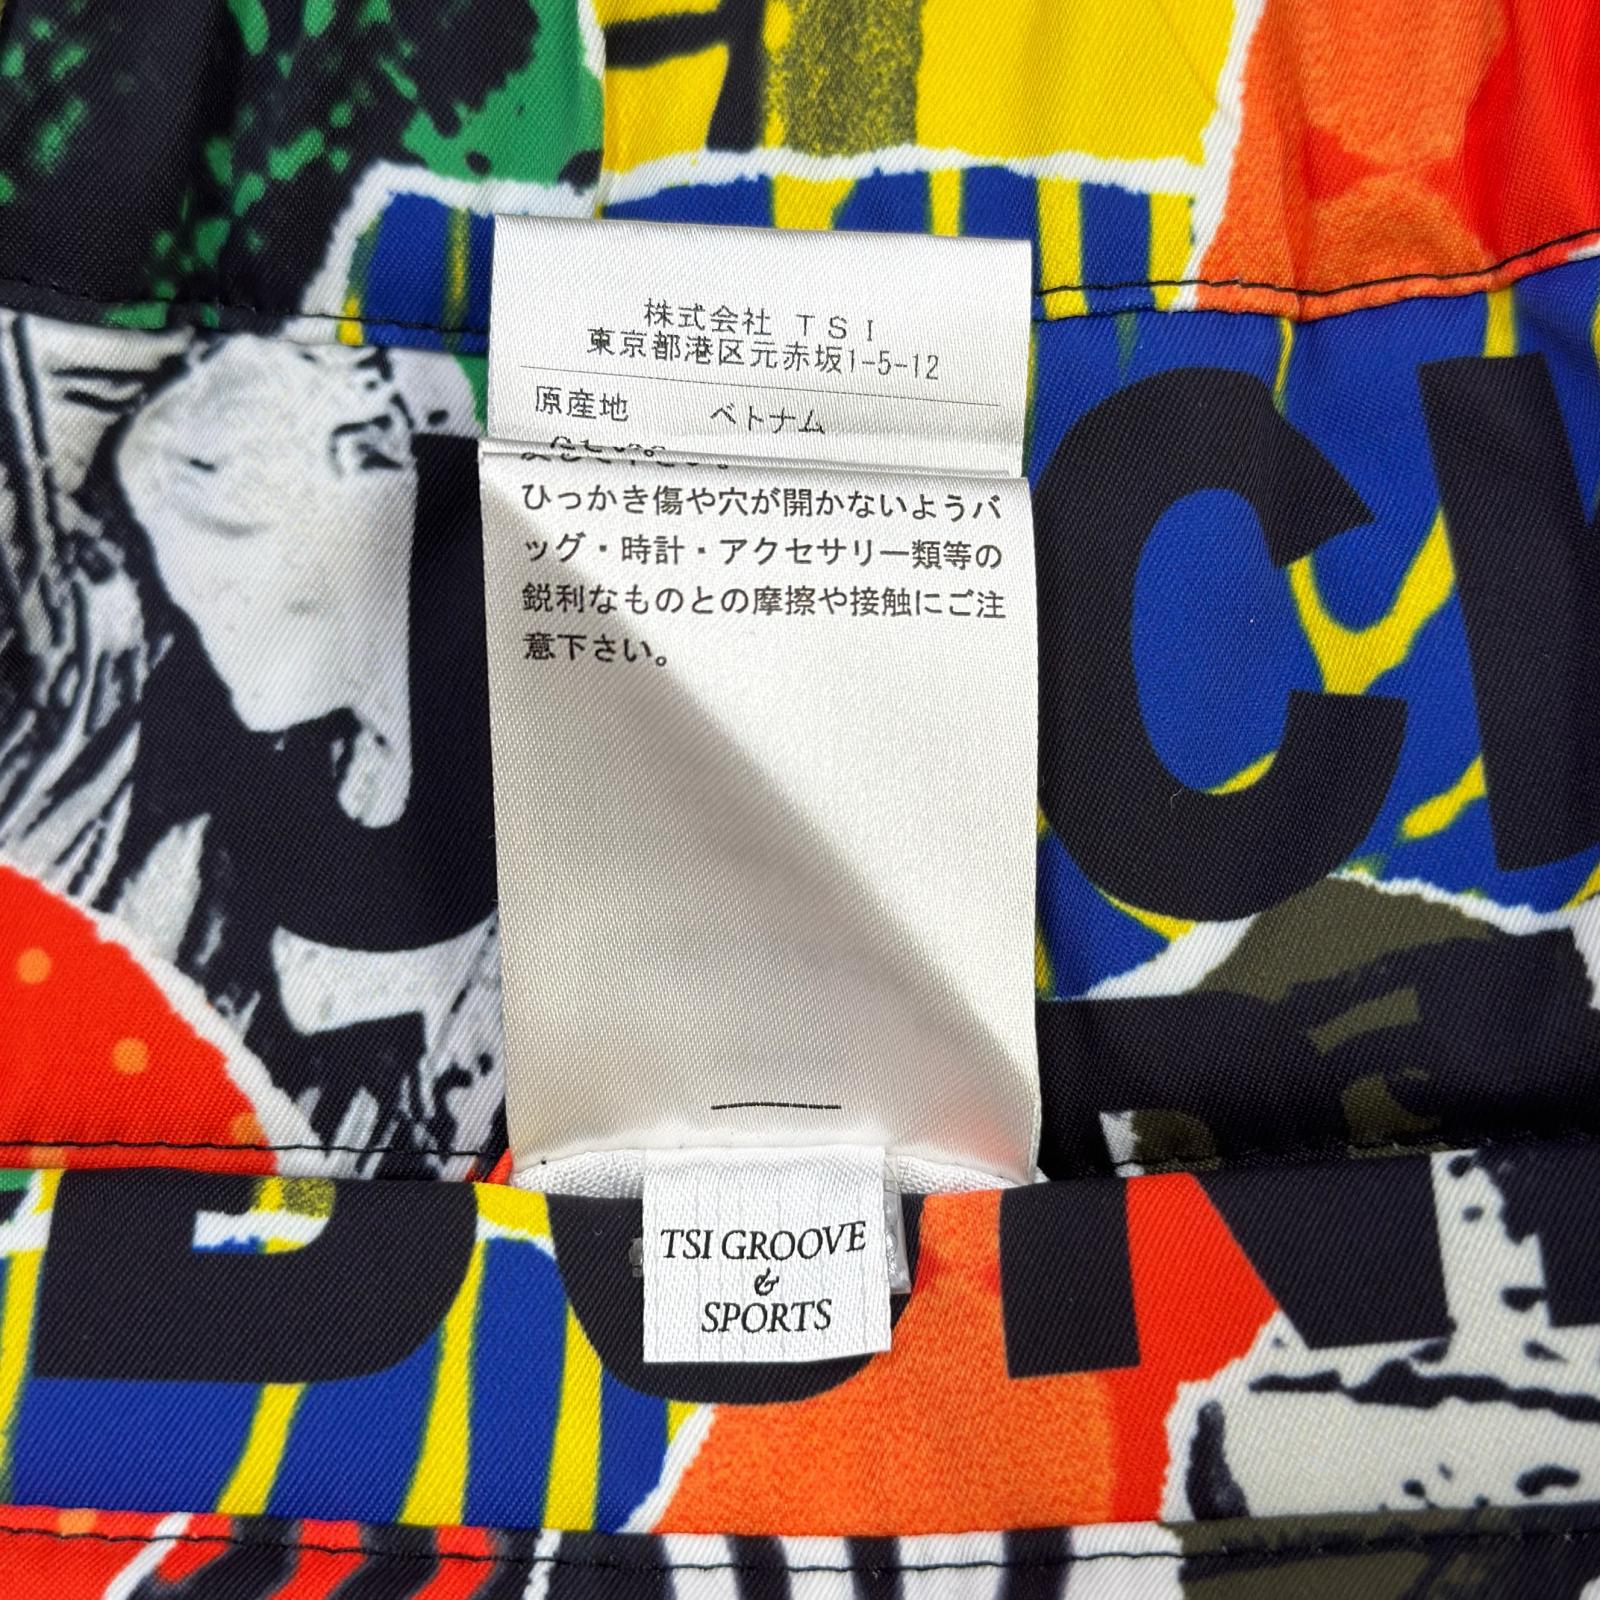 株式会社 TSI
東京都港区元赤坂1-5-12
原産地 ベトナム
ひっかき傷や穴が開かないようバ
ッグ・時計・アクセサリー類等の
鋭利なものとの摩擦や接触にご注
意下さい。
TSI GROOVE
&
SPORTS